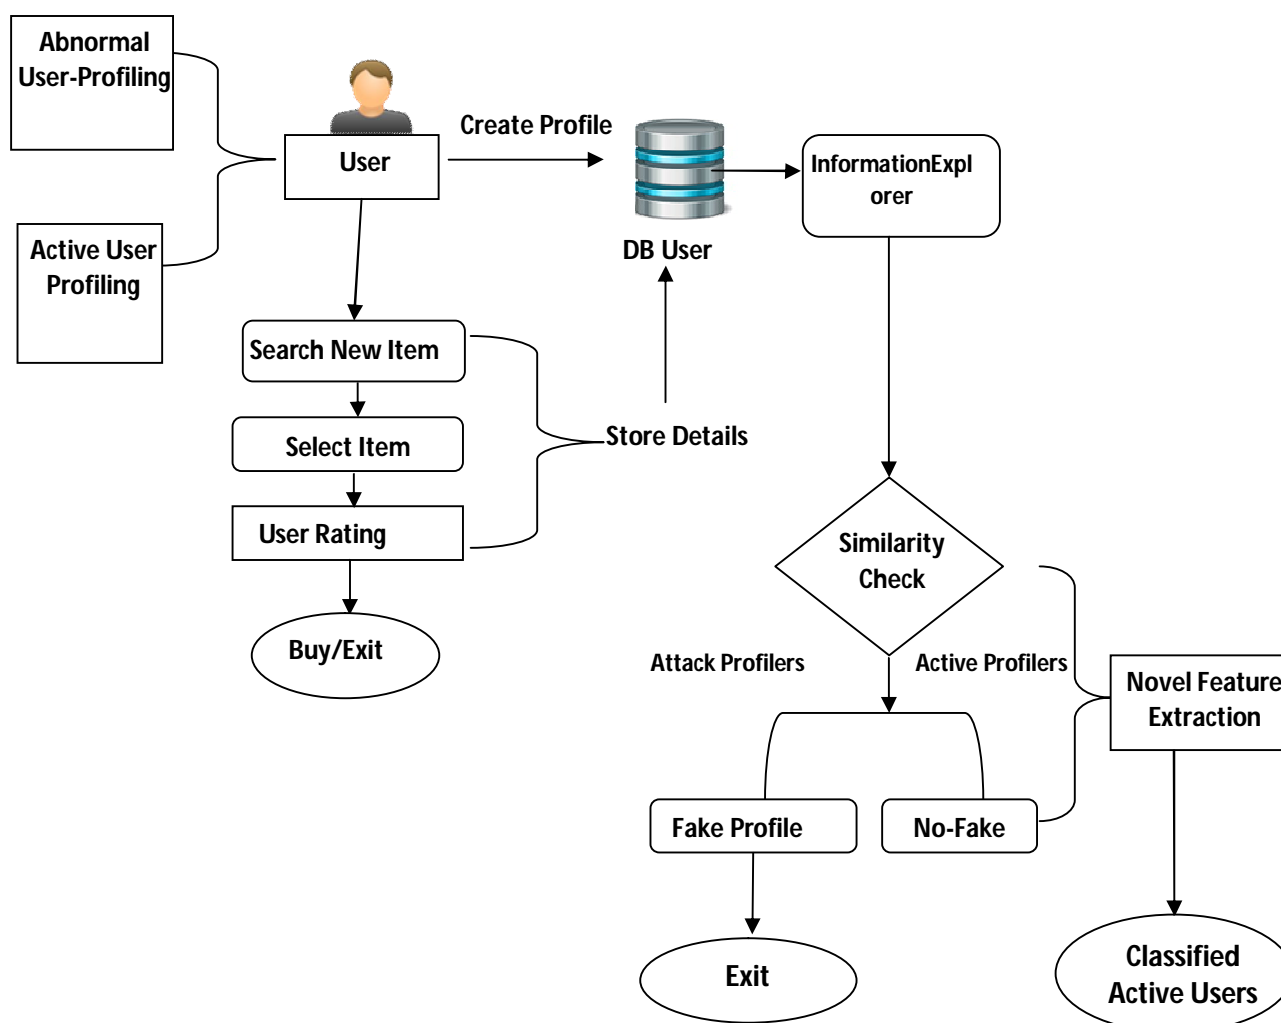 Abnormal
User-Profiling
Create Profile
User
InformationExpl
orer
Active User
Profiling
DB User
Search New Item
Select Item
Store Details
User Rating
Similarity
Check
Buy/Exit
Attack Profilers
Active Profilers
Novel Feature
Extraction
Fake Profile
No-Fake
Exit
Classified
Active Users